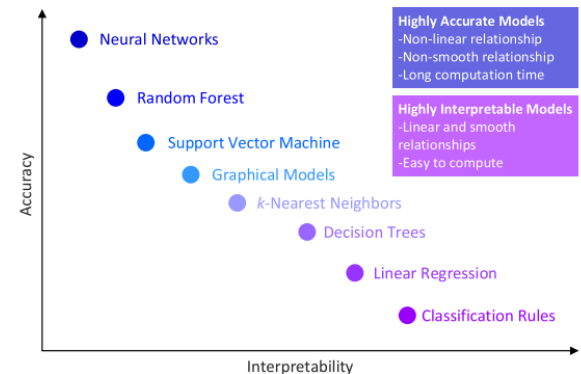 Highly Accurate Models
-Non-linear relationship
-Non-smooth relationship
-Long computation time
Highly Interpretable Models
-Linear and smooth
relationships
-Easy to compute
Neural Networks
Random Forest
Support Vector Machine
Graphical Models
k-Nearest Neighbors
Decision Trees
Linear Regression
Classification Rules
Accuracy
Interpretability